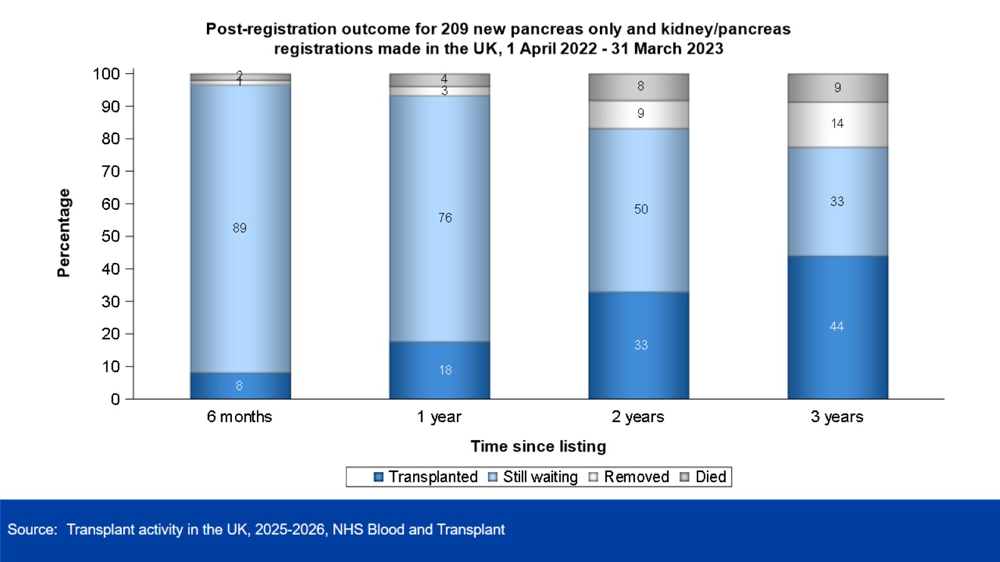 Post-registration outcome for 209 new pancreas only and kidney/pancreas
registrations made in the UK, 1 April 2022 - 31 March 2023
Percentage
100
90
80
70
60
50
40
30
20
10
0
2
1
89
8
4
3
76
18
8
9
50
33
9
14
33
44
6 months
1 year
2 years
3 years
Time since listing
Transplanted
Still waiting
Removed
Died
Source: Transplant activity in the UK, 2025-2026, NHS Blood and Transplant